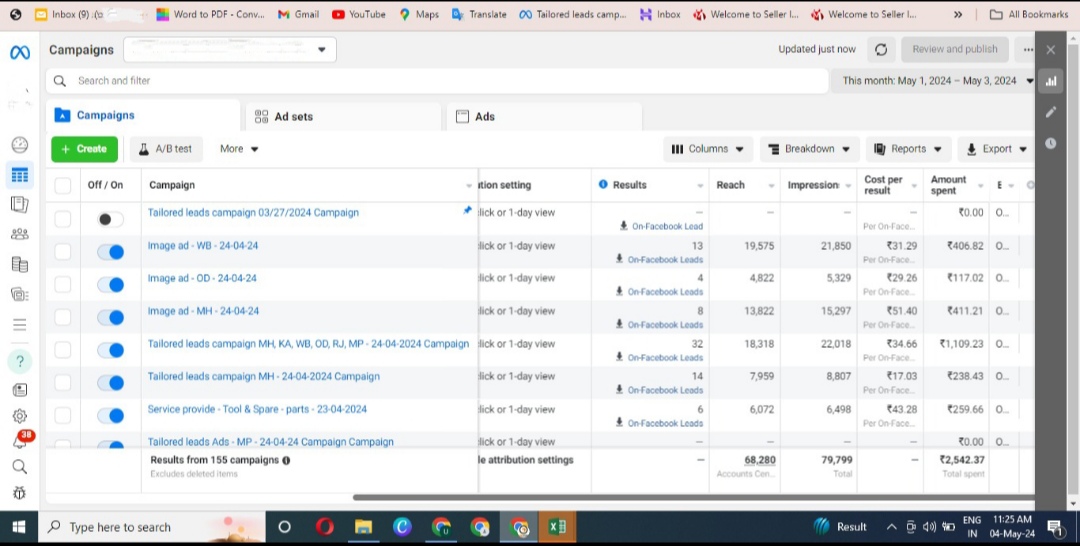 Inbox (0) .(
Word to PDF - Conv...
Gmail
YouTube
Maps
Translate
Tailored leads camp...
Inbox
Welcome to Seller I...
Welcome to Seller I...
»
All Bookmarks
Campaigns
Updated just now
Review and publish
...
Search and filter
This month: May 1, 2024 – May 3, 2024
Campaigns
Ad sets
Ads
+ Create
A/B test
More
Columns
Breakdown
Reports
Export
Off / On
Campaign
ution setting
Results
Reach
Impression
Cost per result
Amount spent
E
Tailored leads campaign 03/27/2024 Campaign
lick or 1-day view
— — — — ₹0.00 O...
On-Facebook Lead
Per On-Face...
Image ad - WB - 24-04-24
lick or 1-day view
13 19,575 21,850 ₹31.29 ₹406.82 O...
On-Facebook Leads
Per On-Face...
Image ad - OD - 24-04-24
lick or 1-day view
4 4,822 5,329 ₹29.26 ₹117.02 O...
On-Facebook Leads
Per On-Face...
Image ad - MH - 24-04-24
lick or 1-day view
8 13,822 15,297 ₹51.40 ₹411.21 O...
On-Facebook Leads
Per On-Face...
Tailored leads campaign MH, KA, WB, OD, RJ, MP - 24-04-2024 Campaign
lick or 1-day view
32 18,318 22,018 ₹34.66 ₹1,109.23 O...
On-Facebook Leads
Per On-Face...
Tailored leads campaign MH - 24-04-2024 Campaign
lick or 1-day view
14 7,959 8,807 ₹17.03 ₹238.43 O...
On-Facebook Leads
Per On-Face...
Service provide - Tool & Spare - parts - 23-04-2024
lick or 1-day view
6 6,072 6,498 ₹43.28 ₹259.66 O...
On-Facebook Leads
Per On-Face...
Tailored leads Ads - MP - 24-04-24 Campaign Campaign
lick or 1-day view
— — — — ₹0.00 O...
Results from 155 campaigns
le attribution settings
— 68,280 79,799 — ₹2,542.37
Excludes deleted items
Accounts Cen... Total Total spent
38
Type here to search
Result
ENG
IN
11:25 AM
04-May-24
1